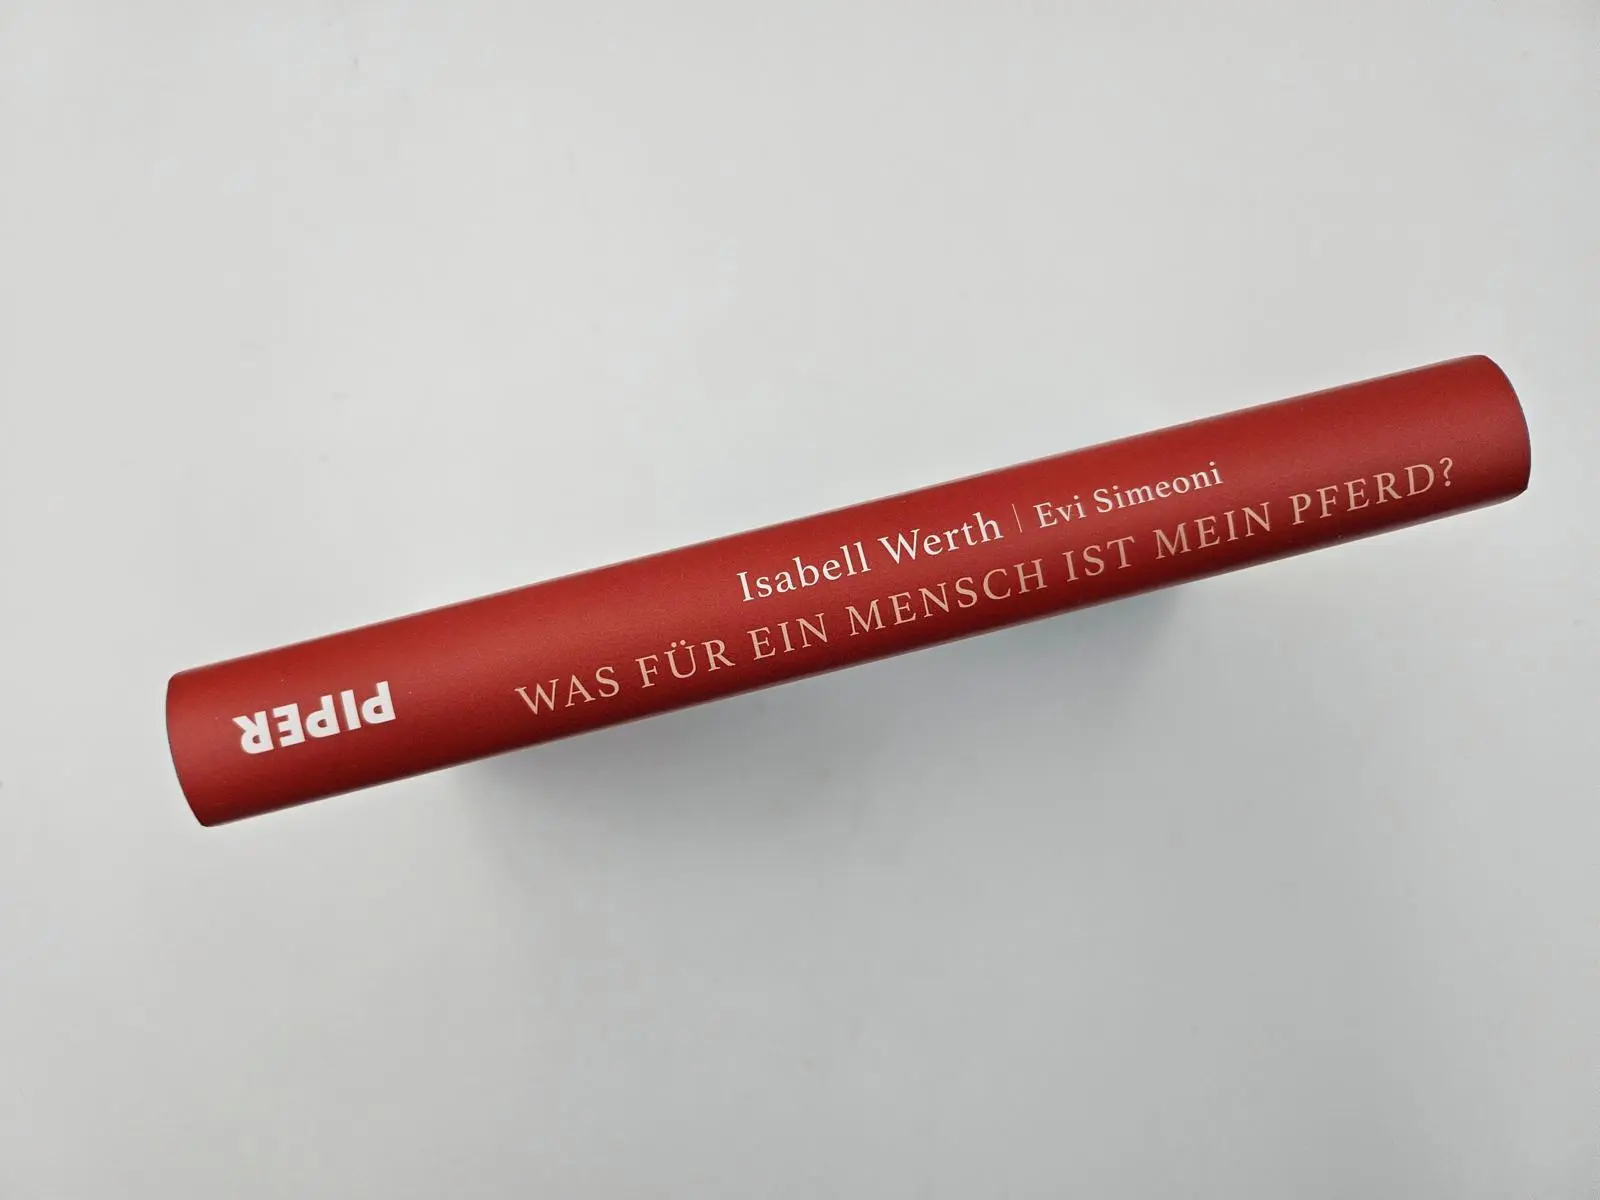 Isabell Werth | Evi Simeoni
WAS FÜR EIN MENSCH IST MEIN PFERD?
PIPER